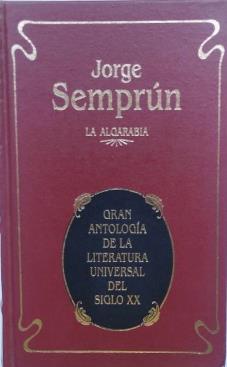 Jorge
Semprún
LA ALGARABIA
GRAN
ANTOLOGÍA
DE LA
LITERATURA
UNIVERSAL
DEL
SIGLO XX